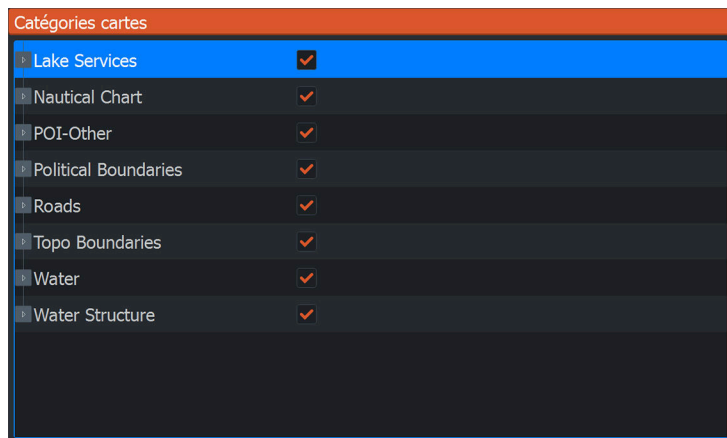 Catégories cartes
Lake Services
Nautical Chart
POI-Other
Political Boundaries
Roads
Topo Boundaries
Water
Water Structure